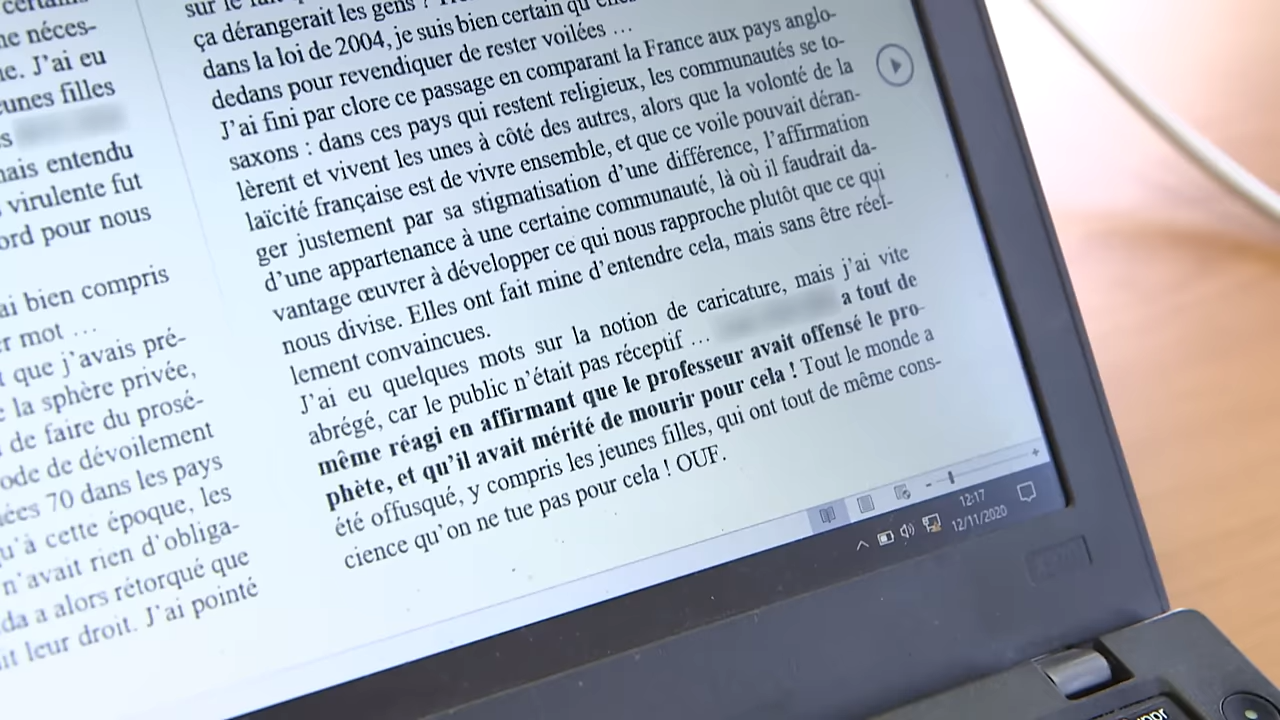 certains
ne néces-
ne. J'ai eu
eunes filles
s
mais entendu
virulente fut
ord pour nous
ai bien compris
r mot …
t que j'avais pré-
e la sphère privée,
de faire du prosé-
ode de dévoilement
nées 70 dans les pays
qu'à cette époque, les
n'avait rien d'obliga-
da a alors rétorqué que
it leur droit. J'ai pointé
sur le
ça dérangerait les gens ?
dans la loi de 2004, je suis bien certain qu'elles
dedans pour revendiquer de rester voilées …
J'ai fini par clore ce passage en comparant la France aux pays anglo-
saxons : dans ces pays qui restent religieux, les communautés se to-
lèrent et vivent les unes à côté des autres, alors que la volonté de la
laïcité française est de vivre ensemble, et que ce voile pouvait déran-
ger justement par sa stigmatisation d'une différence, l'affirmation
d'une appartenance à une certaine communauté, là où il faudrait da-
vantage œuvrer à développer ce qui nous rapproche plutôt que ce qui
nous divise. Elles ont fait mine d'entendre cela, mais sans être réel-
lement convaincues.
J'ai eu quelques mots sur la notion de caricature, mais j'ai vite
abrégé, car le public n'était pas réceptif … a tout de
même réagi en affirmant que le professeur avait offensé le pro-
phète, et qu'il avait mérité de mourir pour cela ! Tout le monde a
été offusqué, y compris les jeunes filles, qui ont tout de même cons-
cience qu'on ne tue pas pour cela ! OUF.
12:17
12/11/2020